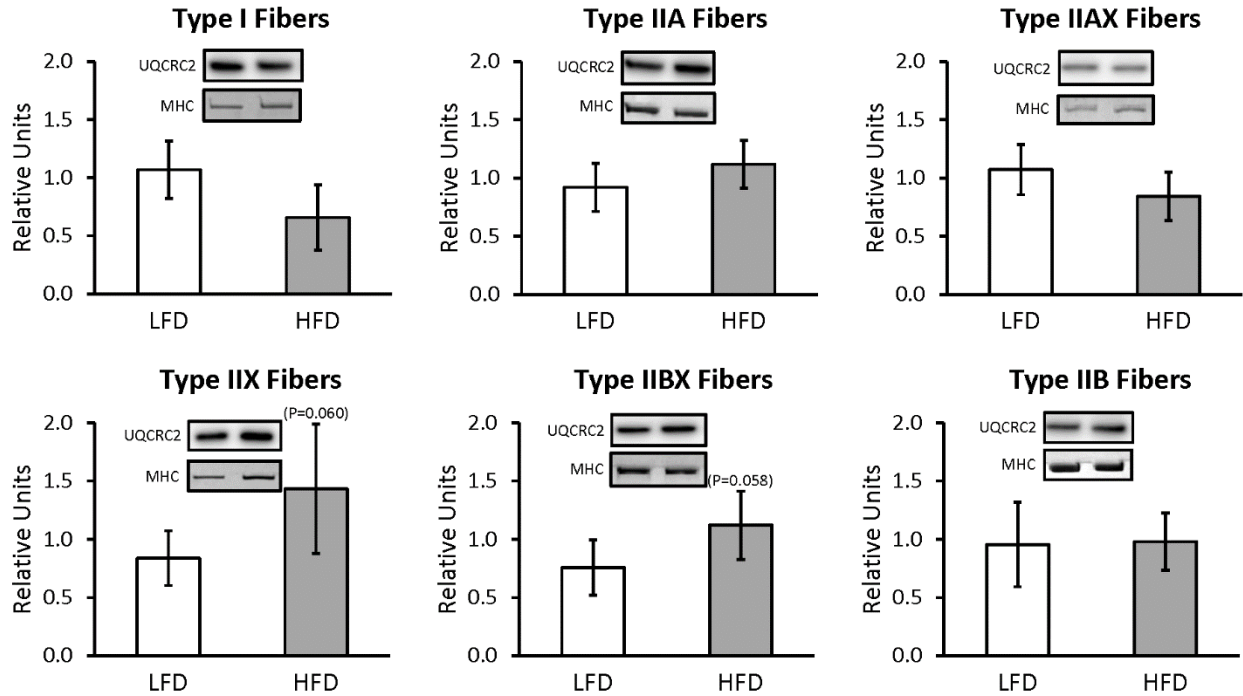 Type I Fibers
2.0
1.5
1.0
0.5
0.0
Relative Units
UQCRC2
MHC
LFD HFD
Type IIA Fibers
2.0
1.5
1.0
0.5
0.0
Relative Units
UQCRC2
MHC
LFD HFD
Type IIAX Fibers
2.0
1.5
1.0
0.5
0.0
Relative Units
UQCRC2
MHC
LFD HFD
Type IIX Fibers
(P=0.060)
2.0
1.5
1.0
0.5
0.0
Relative Units
UQCRC2
MHC
LFD HFD
Type IIBX Fibers
2.0
1.5
1.0
0.5
0.0
Relative Units
UQCRC2
MHC
(P=0.058)
LFD HFD
Type IIB Fibers
2.0
1.5
1.0
0.5
0.0
Relative Units
UQCRC2
MHC
LFD HFD